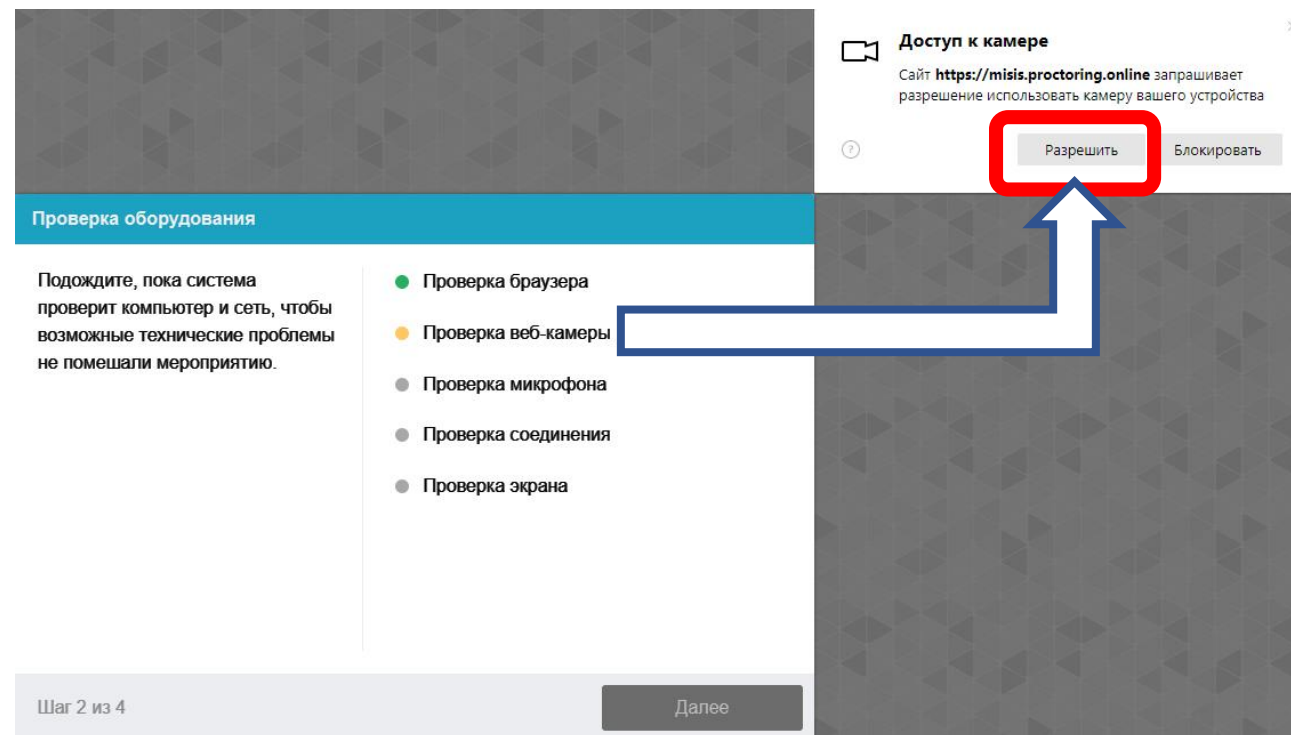 Доступ к камере
Сайт https://misis.proctoring.online запрашивает
разрешение использовать камеру вашего устройства
?
Разрешить
Блокировать
Проверка оборудования
Подождите, пока система
проверит компьютер и сеть, чтобы
возможные технические проблемы
не помешали мероприятию.
Проверка браузера
Проверка веб-камеры
Проверка микрофона
Проверка соединения
Проверка экрана
Шаг 2 из 4
Далее